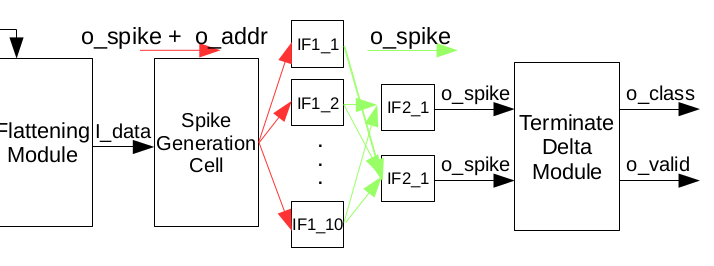 o_spike + o_addr
o_spike
IF1_1
Flattening
Module
I_data
Spike
Generation
Cell
IF1_2
.
.
.
IF1_10
IF2_1
IF2_1
o_spike
o_spike
Terminate
Delta
Module
o_class
o_valid